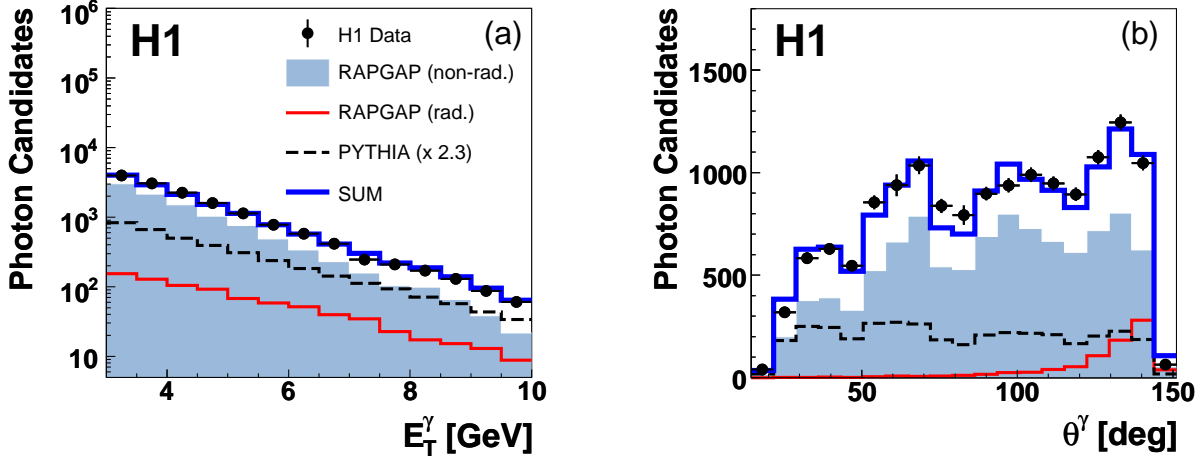 H1
(a)
H1 Data
RAPGAP (non-rad.)
RAPGAP (rad.)
PYTHIA (x 2.3)
SUM
Photon Candidates
10^6
10^5
10^4
10^3
10^2
10
4 6 8 10
E_T^γ [GeV]
H1
(b)
Photon Candidates
1500
1000
500
0
50 100 150
θ^γ [deg]